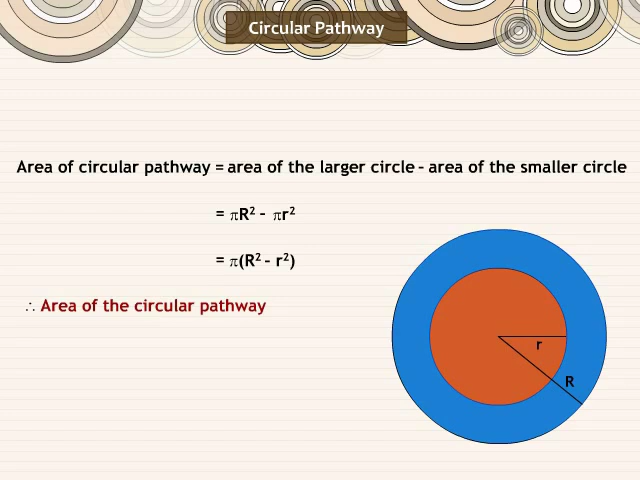 Circular Pathway
Area of circular pathway = area of the larger circle – area of the smaller circle
= πR² – πr²
= π(R² – r²)
∴ Area of the circular pathway
r
R